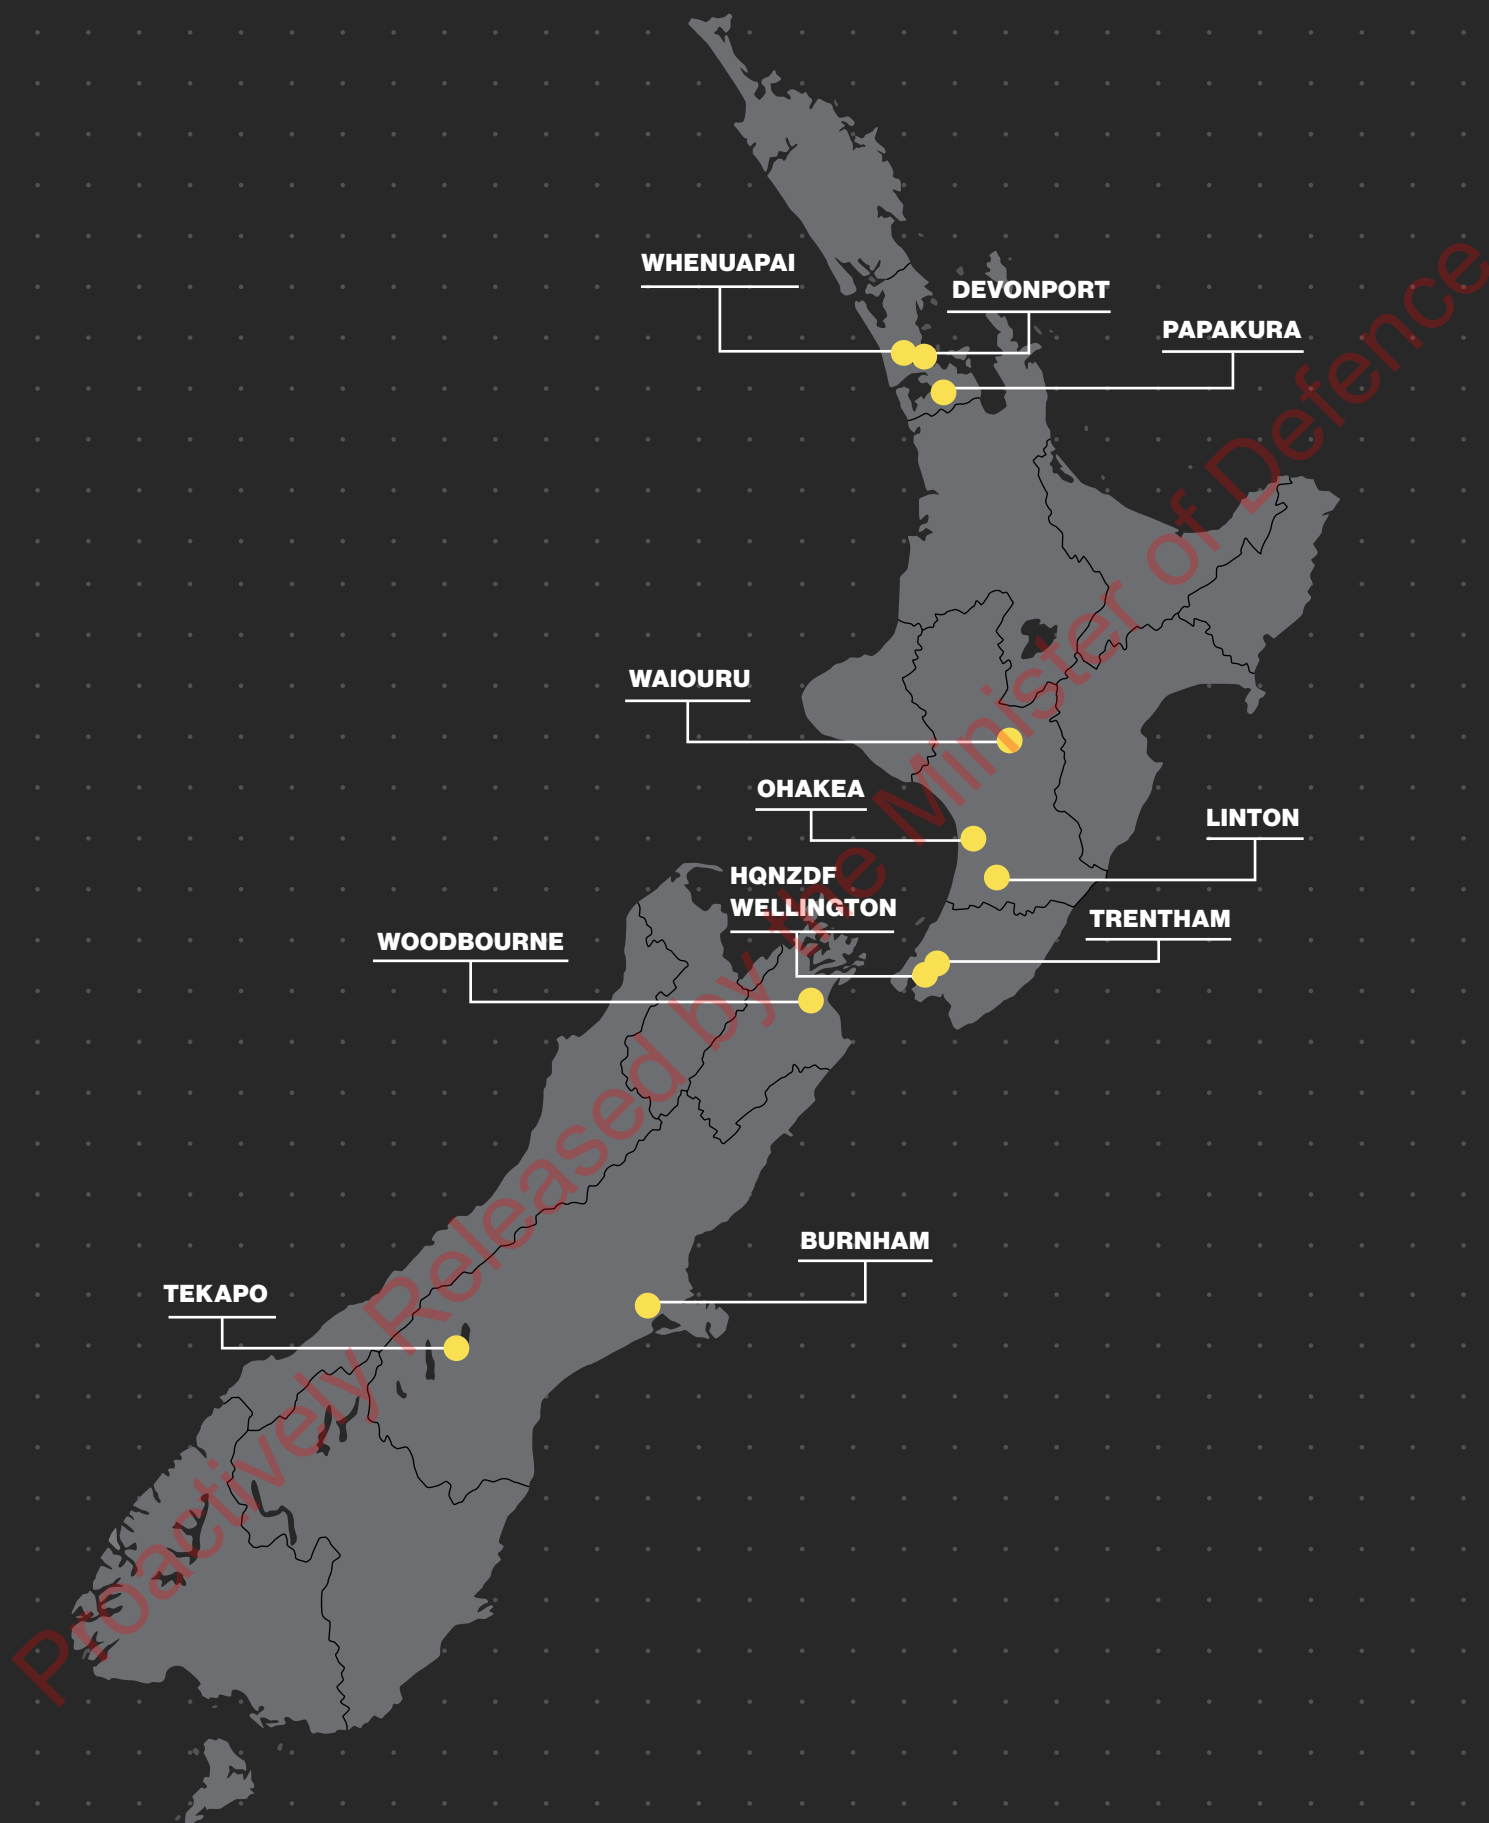 WHENUAPAI
DEVONPORT
PAPAKURA
WAIOURU
OHAKEA
LINTON
HQNZDF
WELLINGTON
TRENTHAM
WOODBOURNE
BURNHAM
TEKAPO
Proactively Released by the Minister of Defence